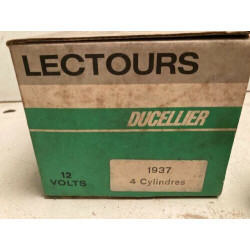 LECTOURS
DUCELLIER
12
VOLTS
1937
4 Cylindres